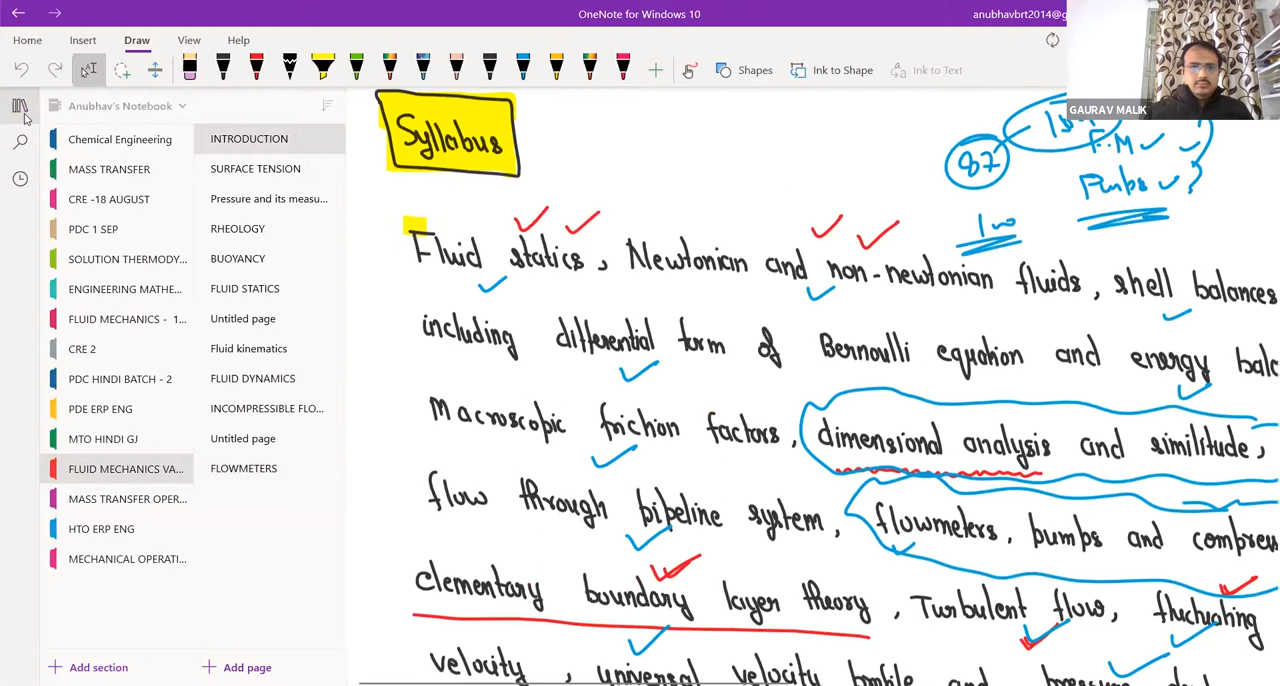 OneNote for Windows 10
anubhavbrt2014@g
Home Insert Draw View Help
Shapes Ink to Shape Ink to Text
GAURAV MALIK
Anubhav's Notebook
Chemical Engineering
MASS TRANSFER
CRE -18 AUGUST
PDC 1 SEP
SOLUTION THERMODY...
ENGINEERING MATHE...
FLUID MECHANICS - 1...
CRE 2
PDC HINDI BATCH - 2
PDE ERP ENG
MTO HINDI GJ
FLUID MECHANICS VA...
MASS TRANSFER OPER...
HTO ERP ENG
MECHANICAL OPERATI...
Add section
INTRODUCTION
SURFACE TENSION
Pressure and its measu...
RHEOLOGY
BUOYANCY
FLUID STATICS
Untitled page
Fluid kinematics
FLUID DYNAMICS
INCOMPRESSIBLE FLO...
Untitled page
FLOWMETERS
Add page
Syllabus
87
F.M
Pumps
100
Fluid statics, Newtonian and non-newtonian fluids, shell balances
including differential form of Bernoulli equation and energy bala
Macroscopic friction factors, dimensional analysis and similitude,
flow through pipeline system, flowmeters, pumps and compres
elementary boundary layer theory, Turbulent flow, fluctuating
velocity, universal velocity profile and pressure